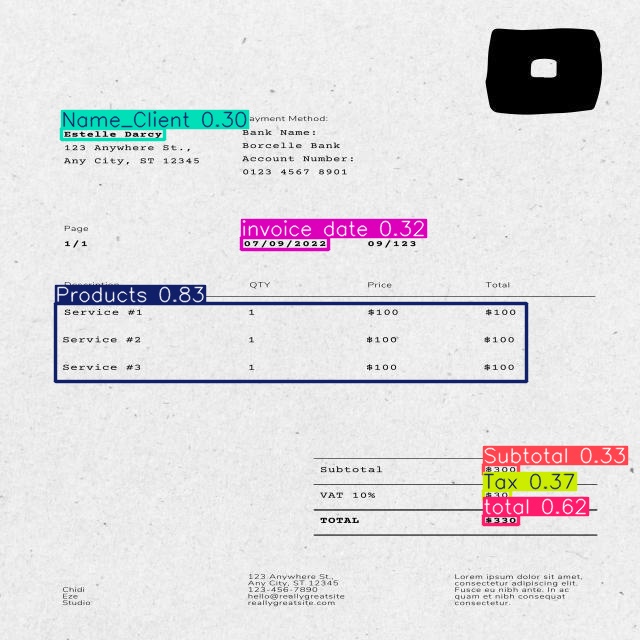 Name_Client 0.30
ayment Method:
Estelle Darcy
Bank Name:
123 Anywhere St.,
Borcelle Bank
Any City, ST 12345
Account Number:
0123 4567 8901
Page
invoice_date 0.32
1/1
07/09/2022
09/123
Description
QTY
Price
Total
Products 0.83
Service #1
1
$100
$100
Service #2
1
$100
$100
Service #3
1
$100
$100
Subtotal 0.33
Subtotal
$300
Tax 0.37
VAT 10%
$30
total 0.62
TOTAL
$330
Chidi
Eze
Studio
123 Anywhere St.,
Any City, ST 12345
123-456-7890
hello@reallygreatsite
reallygreatsite.com
Lorem ipsum dolor sit amet,
consectetur adipiscing elit.
Fusce eu nibh ante. In ac
quam et nibh consequat
consectetur.